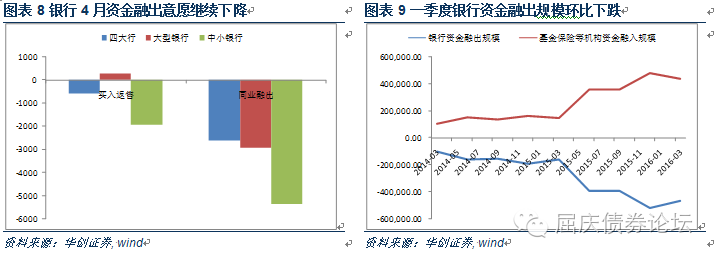 图表 8 银行 4 月资金融出意愿继续下降
四大行 大型银行 中小银行
1000
0
-1000
-2000
-3000
-4000
-5000
-6000
买入返售 同业融出
资料来源：华创证券, wind
图表 9 一季度银行资金融出规模环比下跌
银行资金融出规模 基金保险等机构资金融入规模
600,000.00
400,000.00
200,000.00
0.00
-200,000.00
-400,000.00
-600,000.00
2014-03 2014-05 2014-07 2014-09 2014-11 2015-01 2015-03 2015-05 2015-07 2015-09 2015-11 2016-01 2016-03
资料来源：华创证券, wind
屈庆债券论坛